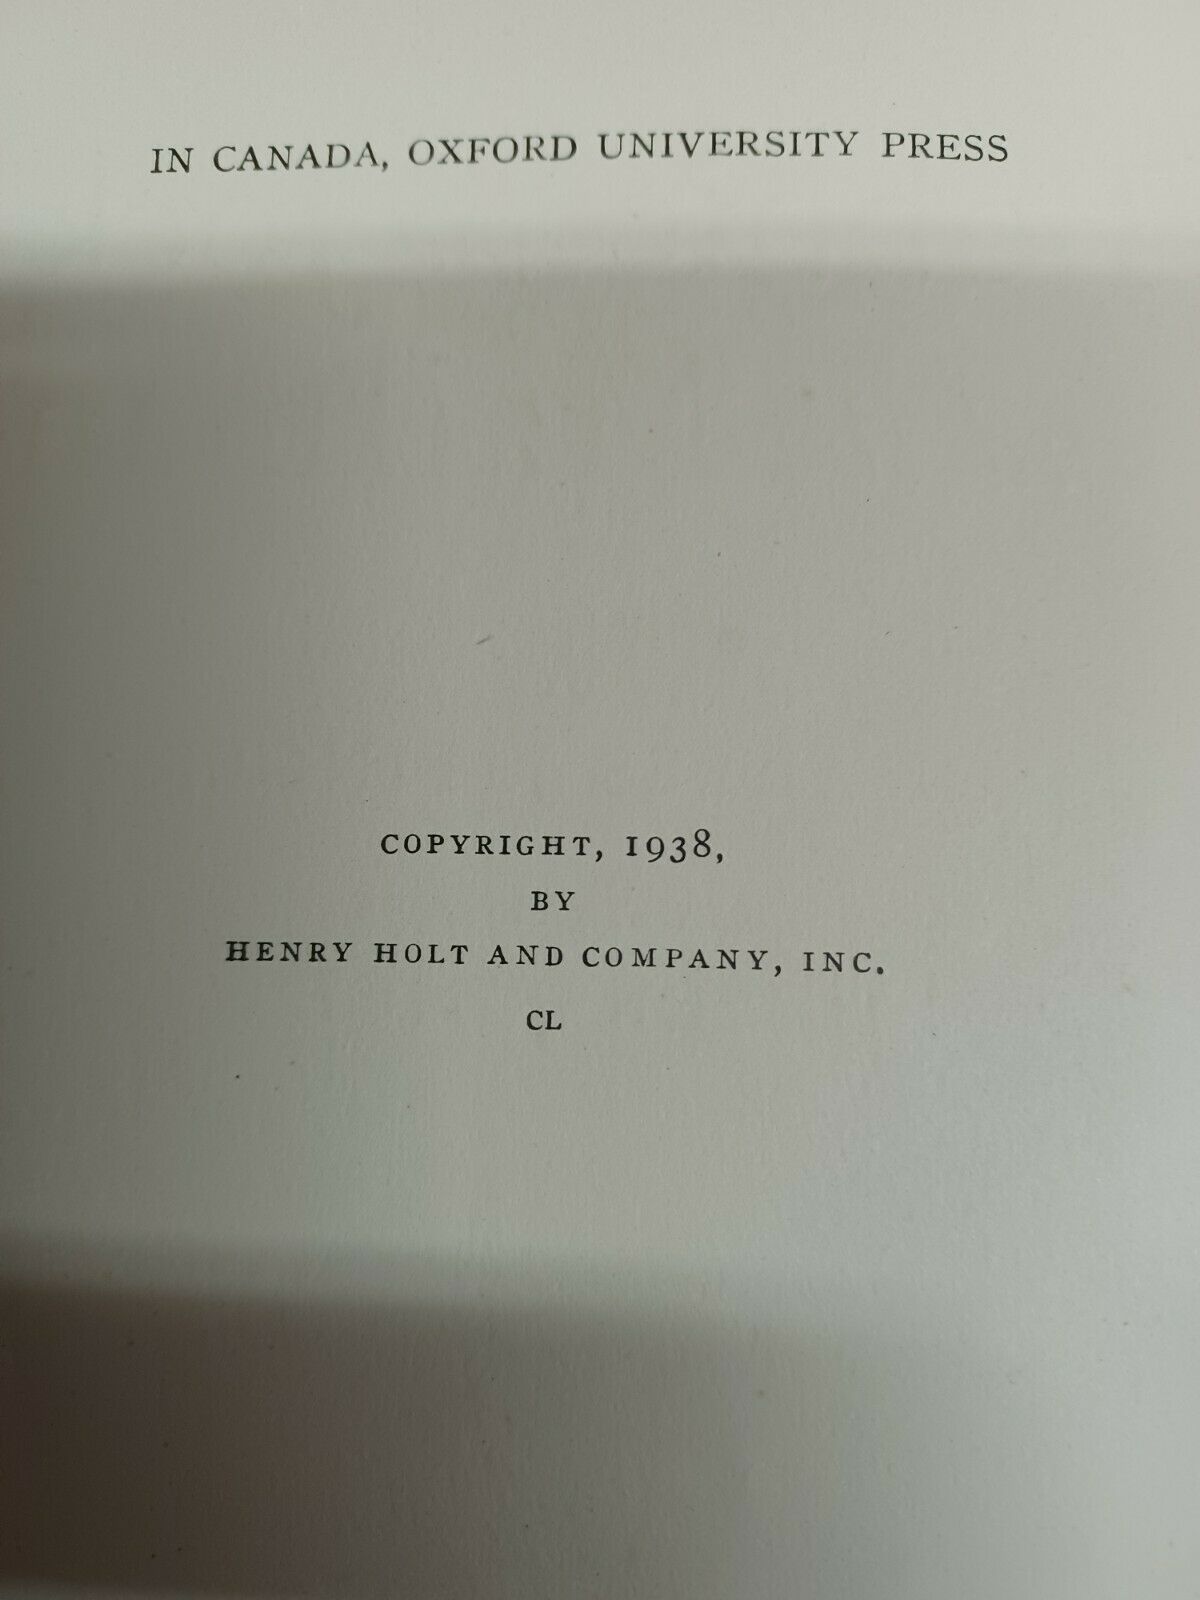 IN CANADA, OXFORD UNIVERSITY PRESS
COPYRIGHT, 1938,
BY
HENRY HOLT AND COMPANY, INC.
CL